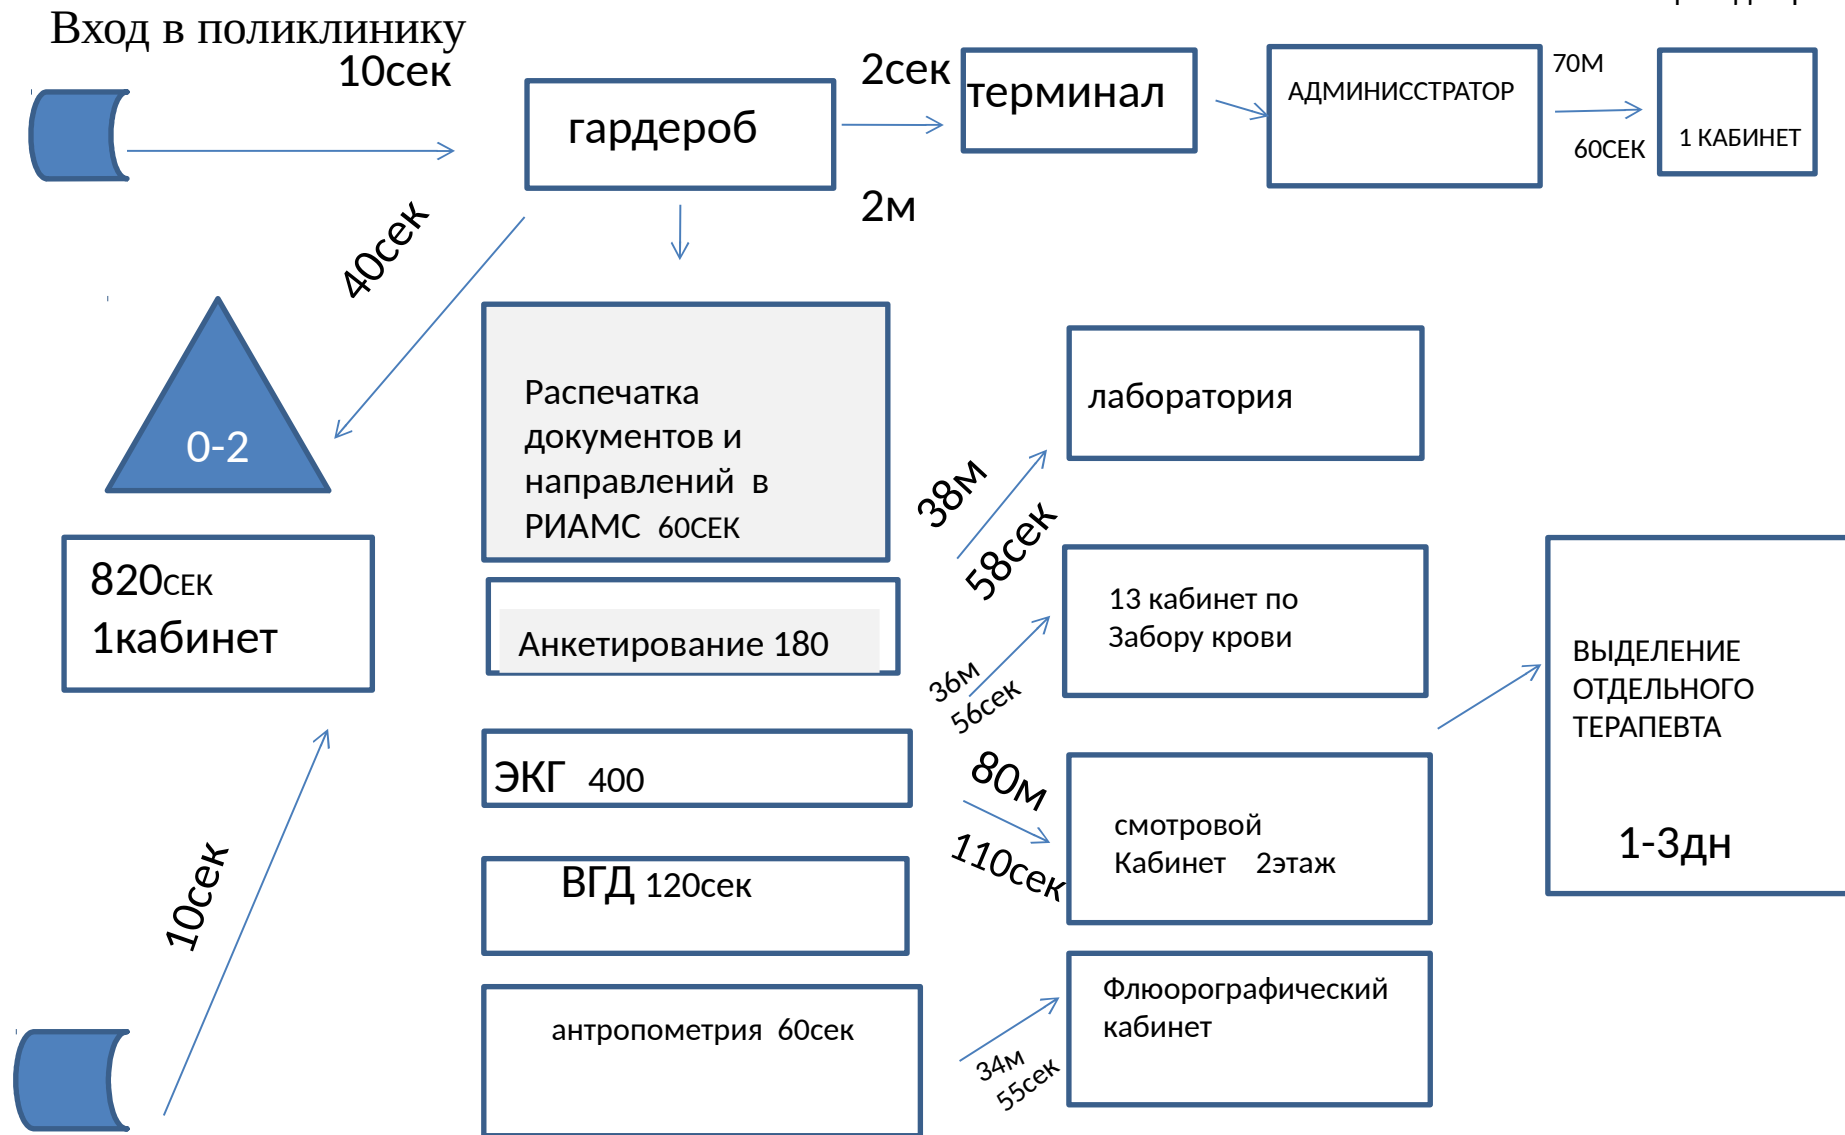 Вход в поликлинику
10сек
гардероб
2сек
2м
терминал
АДМИНИССТРАТОР
70М
60СЕК
1 КАБИНЕТ
40сек
0-2
820СЕК
1кабинет
10сек
Распечатка
документов и
направлений в
РИАМС 60СЕК
Анкетирование 180
ЭКГ 400
ВГД 120сек
антропометрия 60сек
38м
58сек
лаборатория
36м
56сек
13 кабинет по
Забору крови
80м
110сек
смотровой
Кабинет 2этаж
34м
55сек
Флюорографический
кабинет
ВЫДЕЛЕНИЕ
ОТДЕЛЬНОГО
ТЕРАПЕВТА
1-3дн